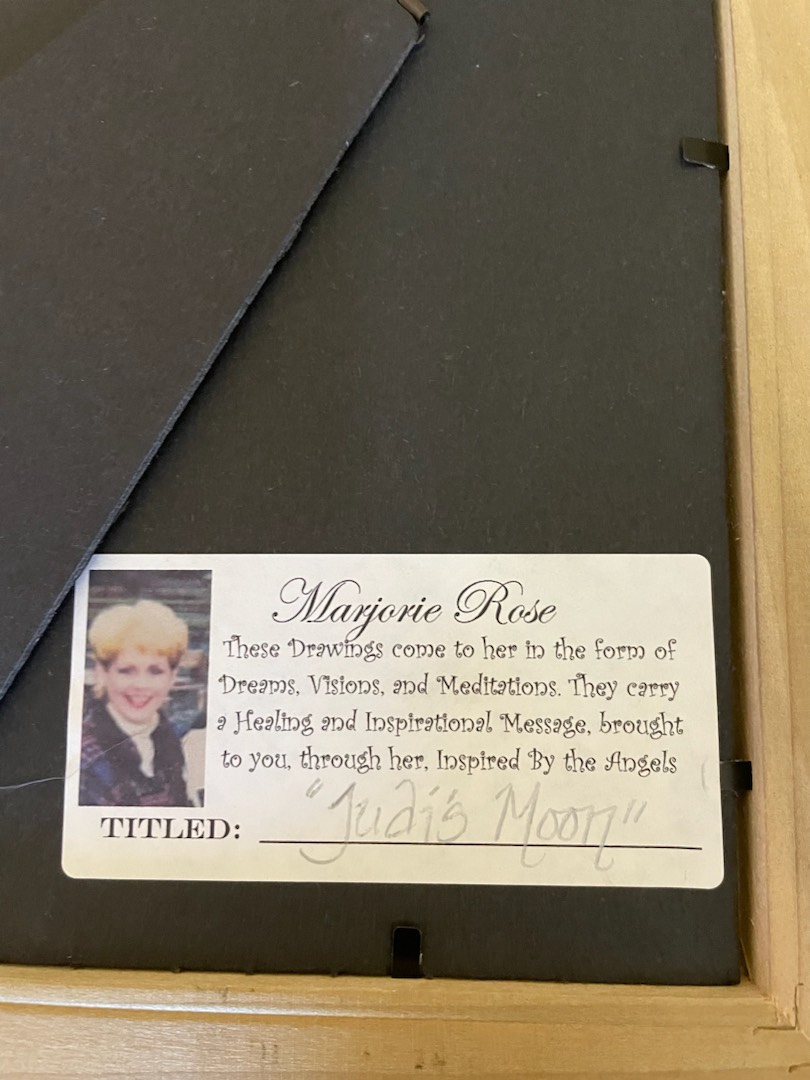 Marjorie Rose
These Drawings come to her in the form of
Dreams, Visions, and Meditations. They carry
a Healing and Inspirational Message, brought
to you, through her, Inspired By the Angels
TITLED: "Judi's Moon"